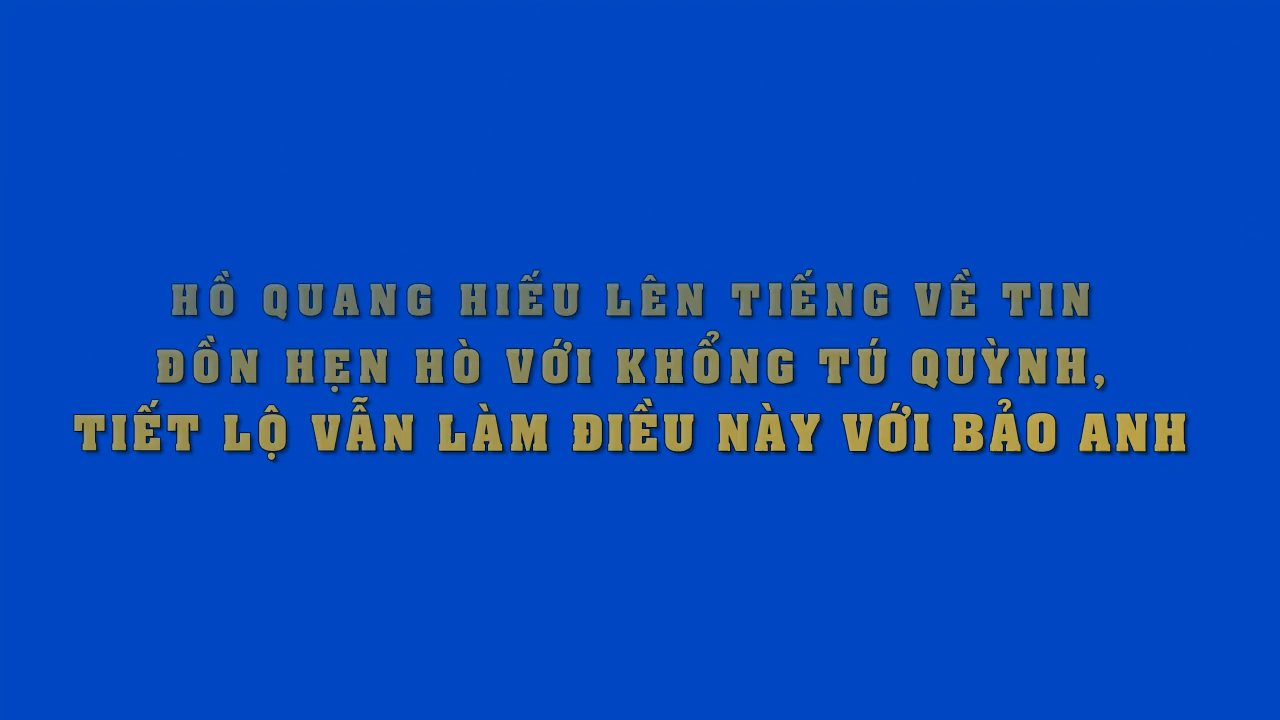 HỒ QUANG HIẾU LÊN TIẾNG VỀ TIN
ĐỒN HẸN HÒ VỚI KHỔNG TÚ QUỲNH,
TIẾT LỘ VẪN LÀM ĐIỀU NÀY VỚI BẢO ANH